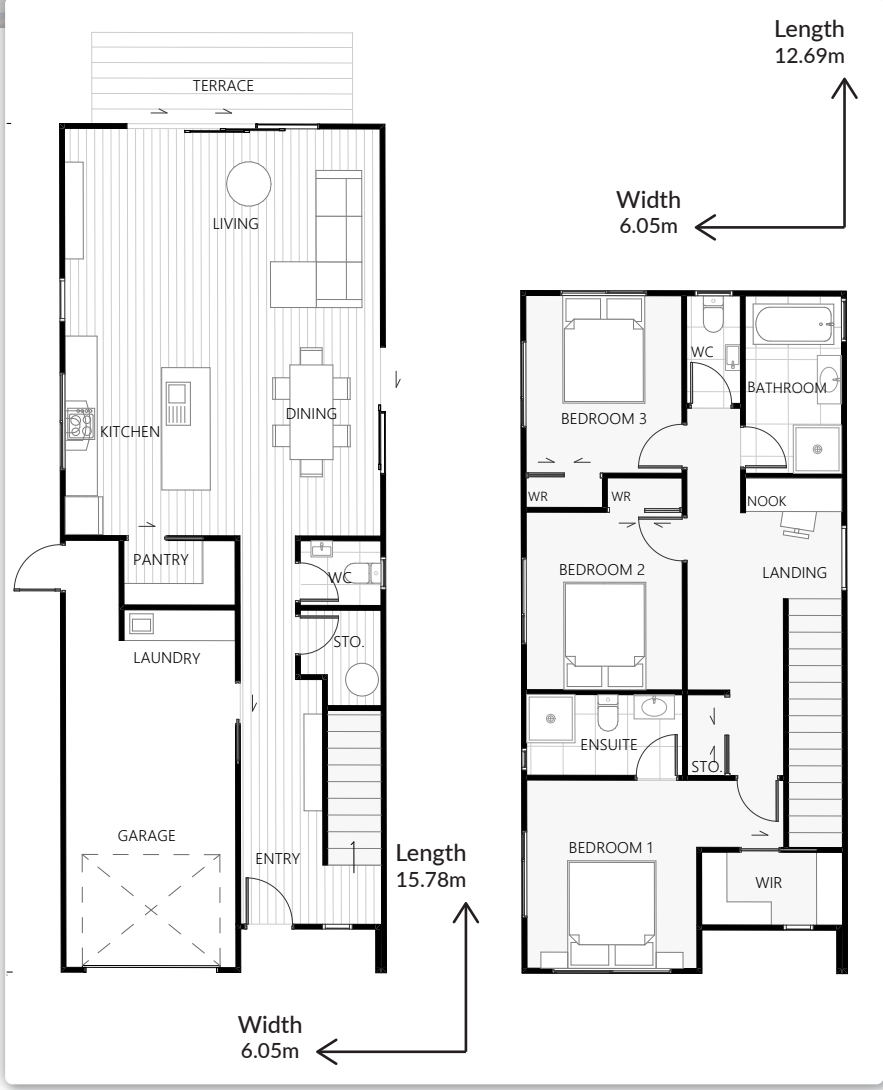 TERRACE
LIVING
KITCHEN
DINING
PANTRY
WC
LAUNDRY
STO.
GARAGE
ENTRY
Length
15.78m
Width
6.05m
Length
12.69m
Width
6.05m
WC
BATHROOM
BEDROOM 3
WR
WR
NOOK
BEDROOM 2
LANDING
ENSUITE
STO.
BEDROOM 1
WIR